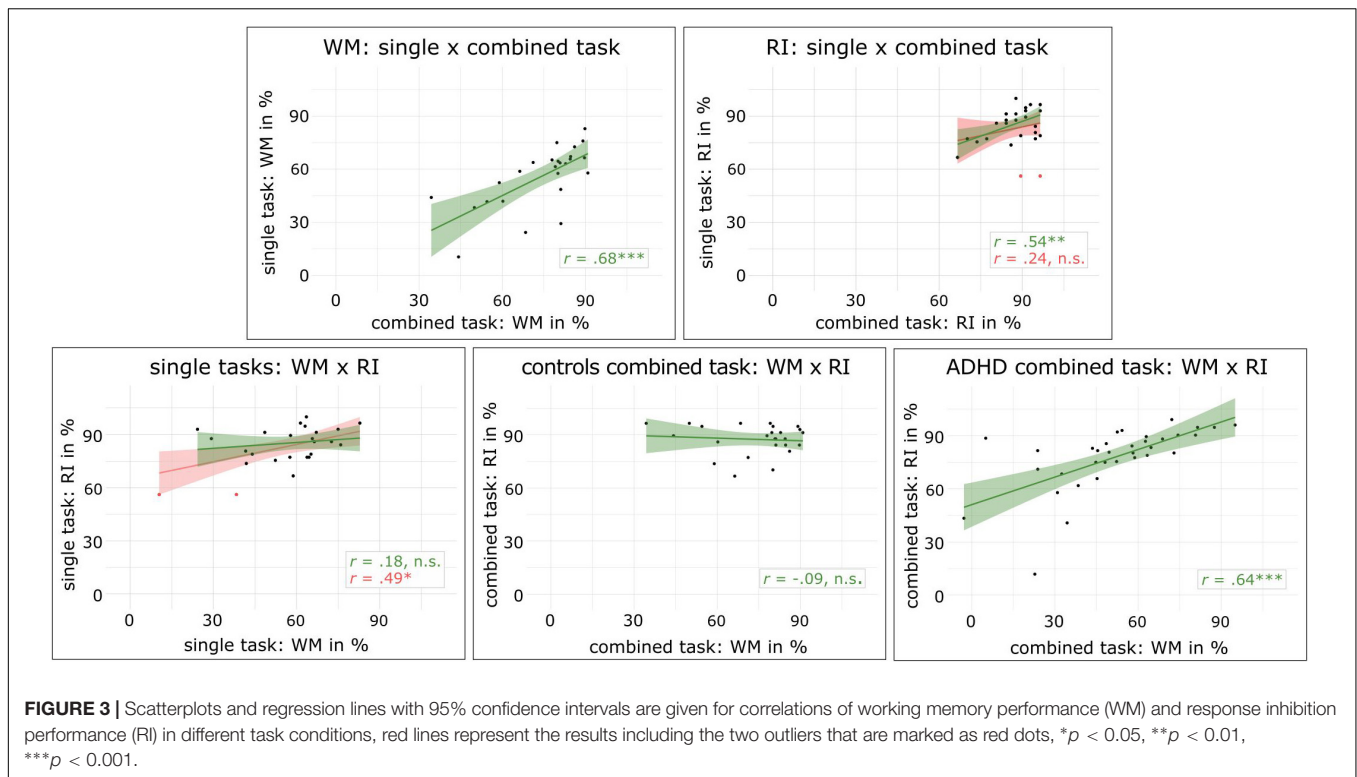 WM: single x combined task
single task: WM in %
90
60
30
0
0 30 60 90
combined task: WM in %
r = .68***
RI: single x combined task
single task: RI in %
90
60
30
0
0 30 60 90
combined task: RI in %
r = .54**
r = .24, n.s.
single tasks: WM x RI
single task: RI in %
90
60
30
0
0 30 60 90
single task: WM in %
r = .18, n.s.
r = .49*
controls combined task: WM x RI
combined task: RI in %
90
60
30
0
0 30 60 90
combined task: WM in %
r = -.09, n.s.
ADHD combined task: WM x RI
combined task: RI in %
90
60
30
0
0 30 60 90
combined task: WM in %
r = .64***
FIGURE 3 | Scatterplots and regression lines with 95% confidence intervals are given for correlations of working memory performance (WM) and response inhibition
performance (RI) in different task conditions, red lines represent the results including the two outliers that are marked as red dots, *p < 0.05, **p < 0.01,
***p < 0.001.